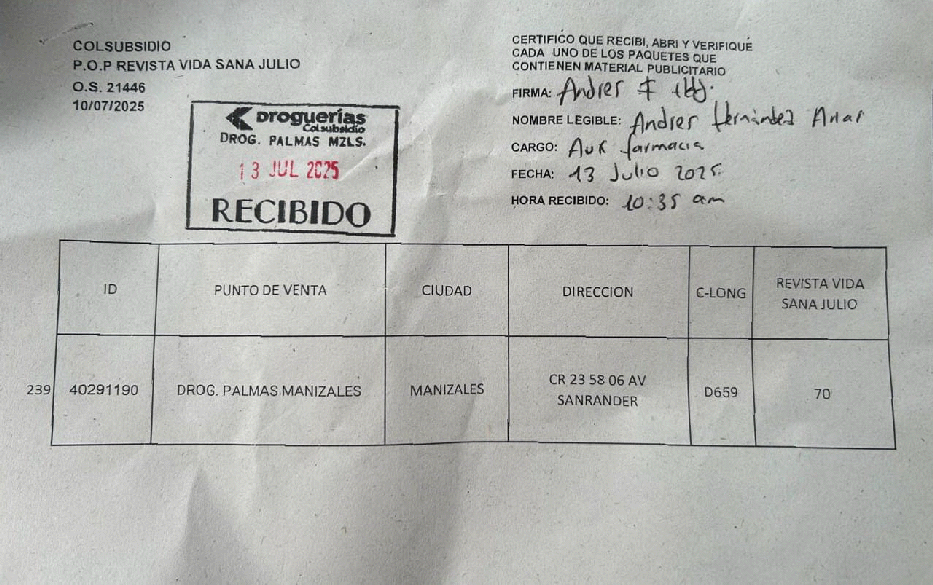 COLSUBSIDIO
P.O.P REVISTA VIDA SANA JULIO
O.S. 21446
10/07/2025
Droguerías
Colsubsidio
DROG. PALMAS MZLS.
13 JUL 2025
RECIBIDO
CERTIFICO QUE RECIBI, ABRI Y VERIFIQUE
CADA UNO DE LOS PAQUETES QUE
CONTIENEN MATERIAL PUBLICITARIO
FIRMA: Andres F
NOMBRE LEGIBLE: Andres Hernández
CARGO: Aux farmacia
FECHA: 13 Julio 2025
HORA RECIBIDO: 10:35 am
ID PUNTO DE VENTA CIUDAD DIRECCION C-LONG REVISTA VIDA
SANA JULIO
239 40291190 DROG. PALMAS MANIZALES MANIZALES CR 23 58 06 AV
SANRANDER D659 70